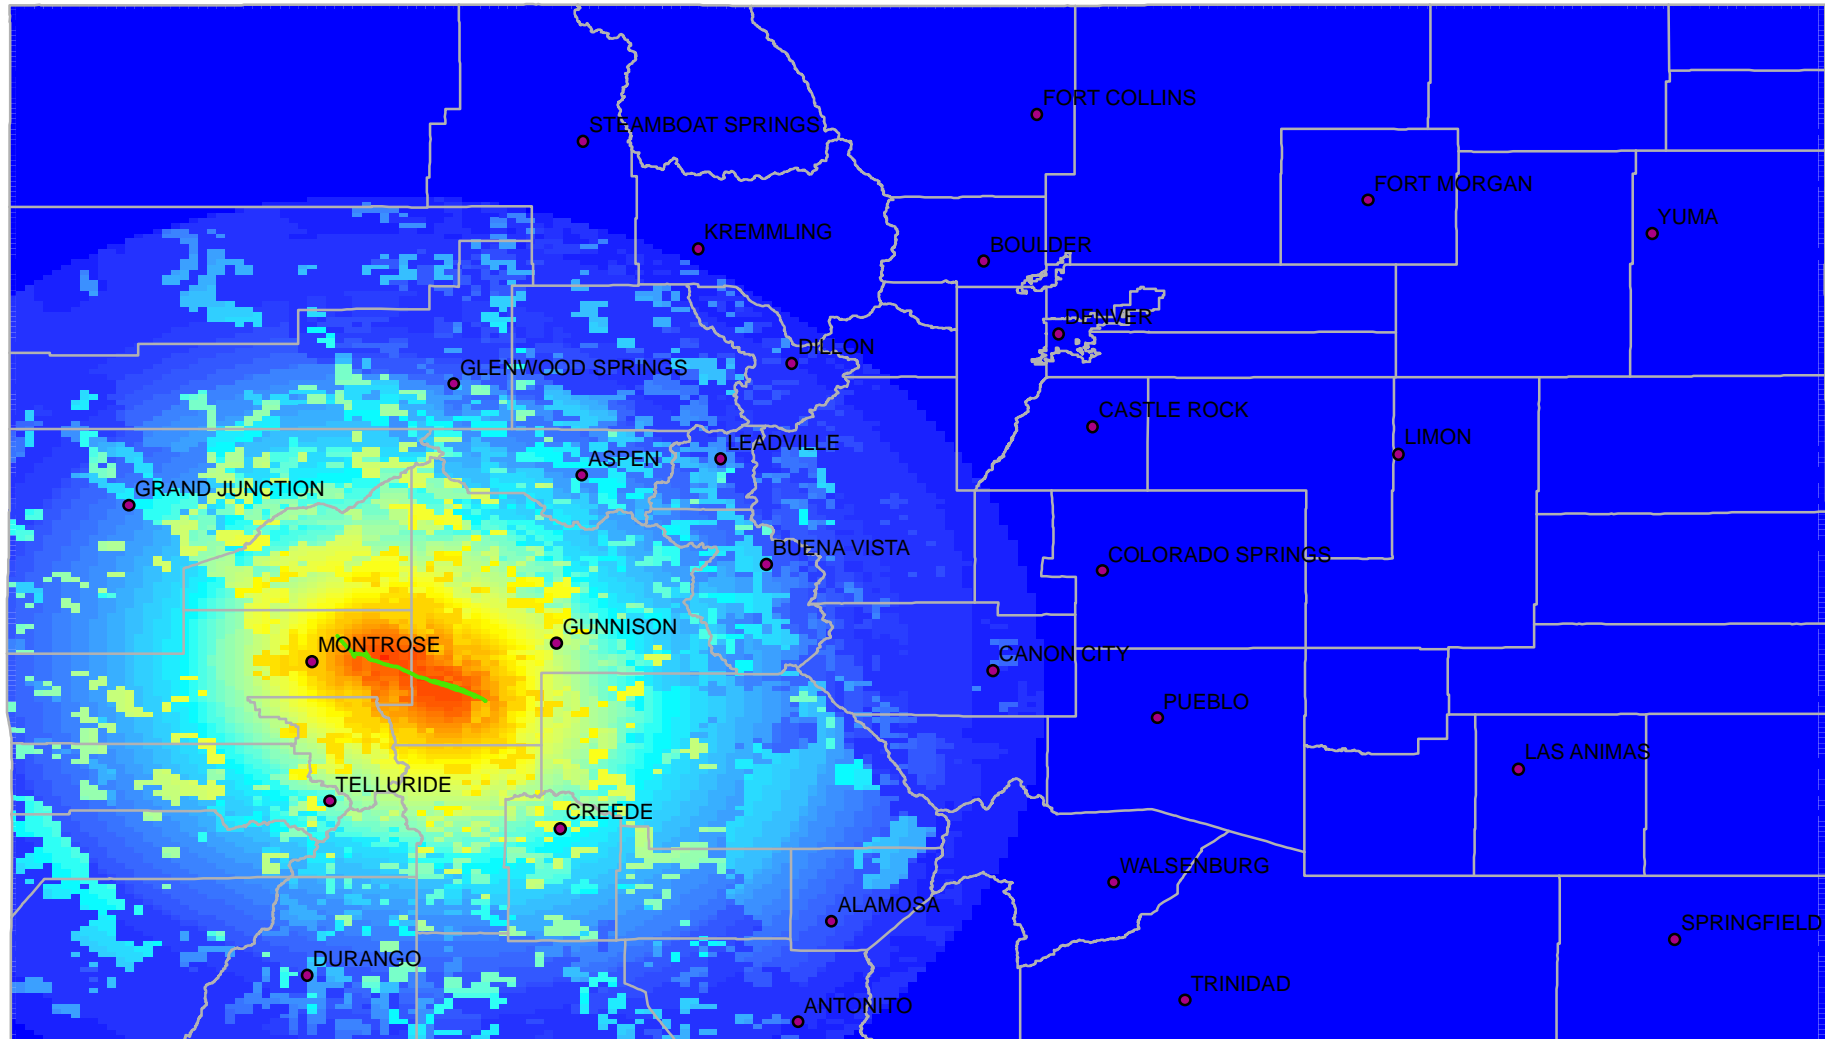 FORT COLLINS
STEAMBOAT SPRINGS
FORT MORGAN
YUMA
KREMMLING
BOULDER
DENVER
DILLON
GLENWOOD SPRINGS
CASTLE ROCK
LIMON
LEADVILLE
ASPEN
GRAND JUNCTION
BUENA VISTA
COLORADO SPRINGS
GUNNISON
MONTROSE
CANON CITY
PUEBLO
LAS ANIMAS
TELLURIDE
CREEDE
WALSENBURG
ALAMOSA
SPRINGFIELD
DURANGO
TRINIDAD
ANTONITO